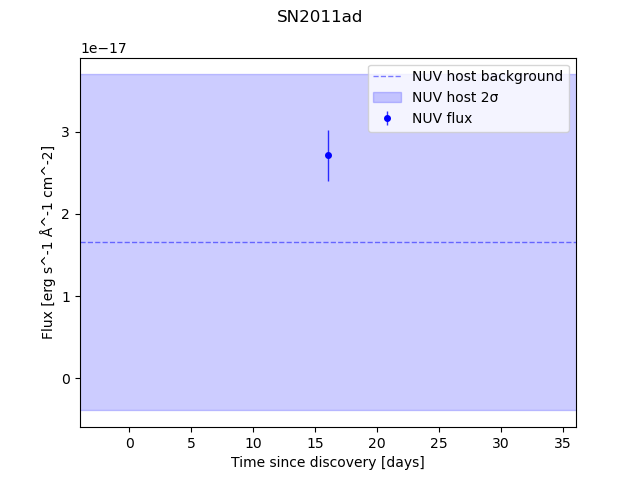 SN2011ad
1e−17
NUV host background
NUV host 2σ
NUV flux
3
2
1
0
Flux [erg s^-1 Å^-1 cm^-2]
0 5 10 15 20 25 30 35
Time since discovery [days]